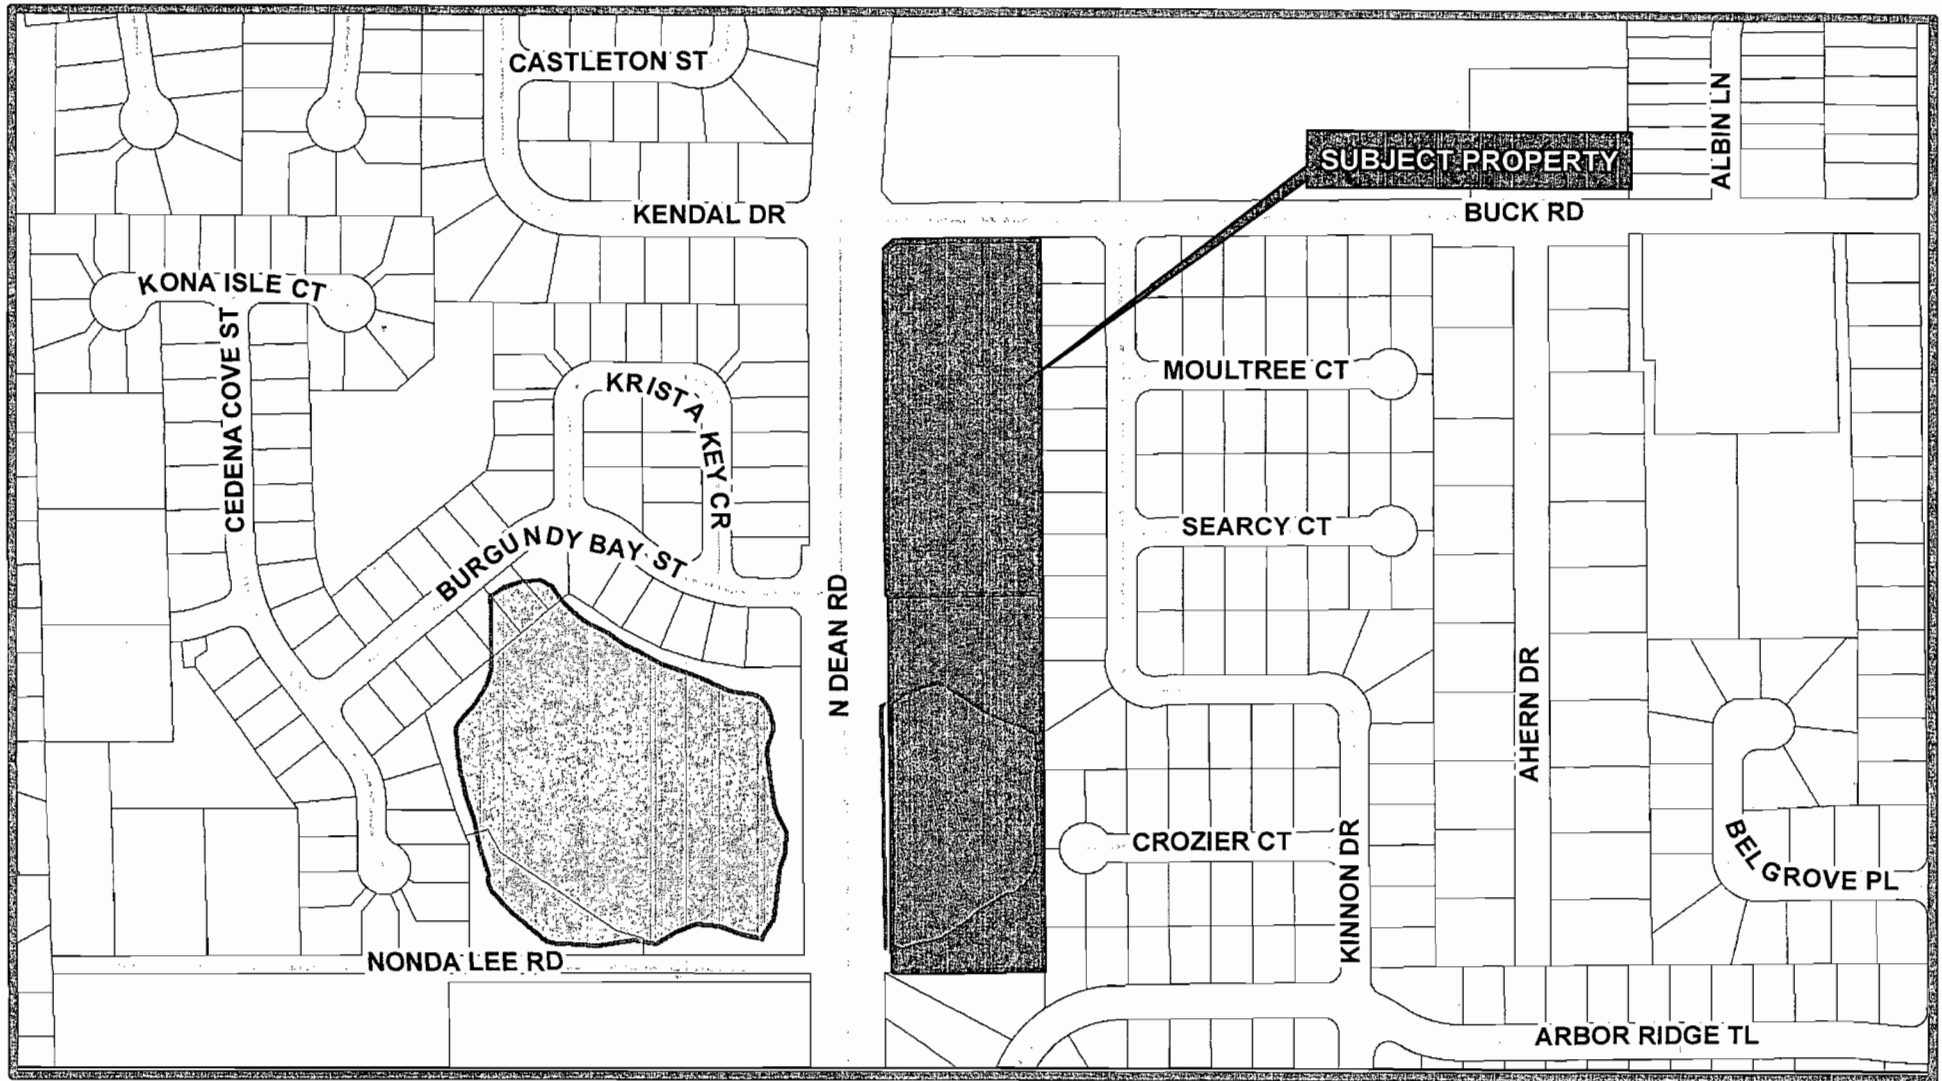 CASTLETON ST
ALBIN LN
SUBJECT PROPERTY
KENDAL DR
BUCK RD
KONA ISLE CT
CEDENA COVE ST
KRISTA KEY CR
MOULTREE CT
SEARCY CT
BURGUNDY BAY ST
N DEAN RD
AHERN DR
CROZIER CT
KINNON DR
BELGROVE PL
NONDA LEE RD
ARBOR RIDGE TL